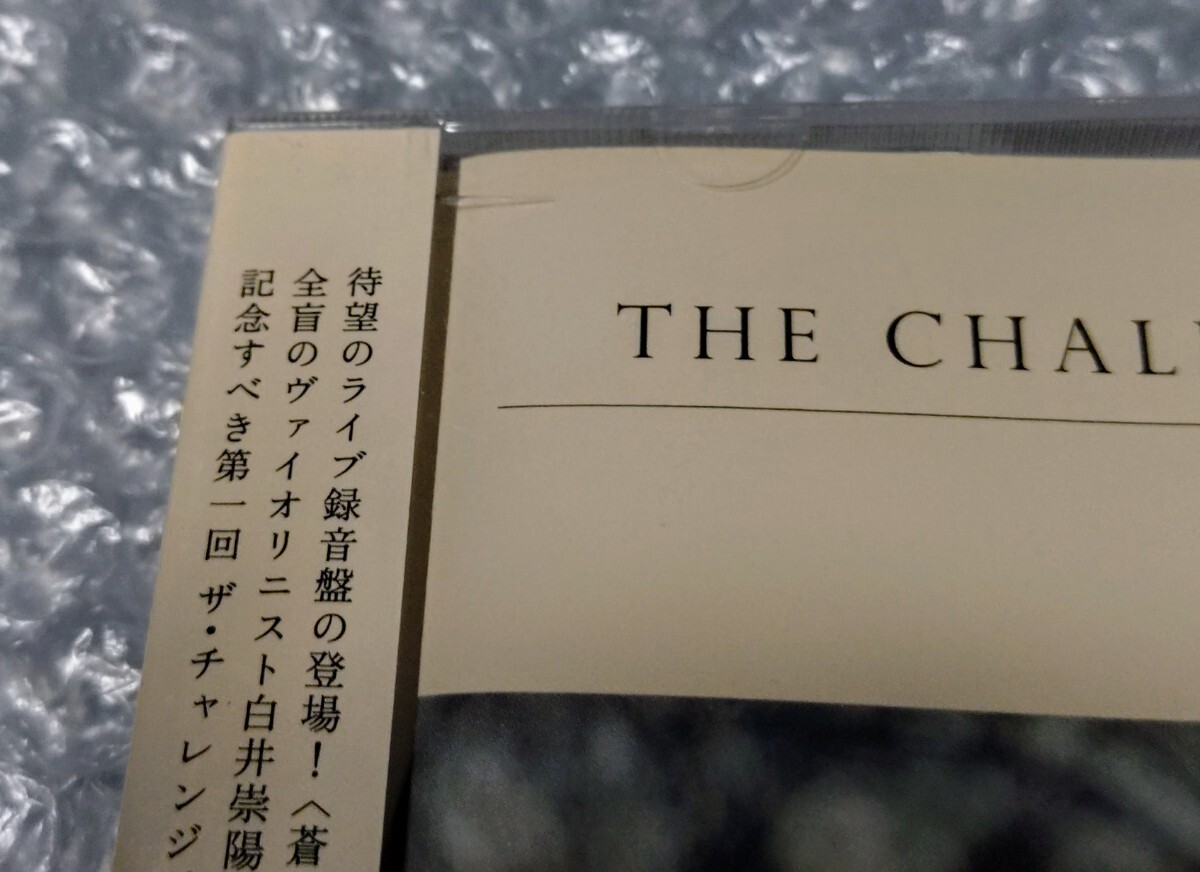 待望のライブ録音盤の登場！〈蒼
全盲のヴァイオリニスト白井崇陽
記念すべき第一回 ザ・チャレンジ
THE CHAL